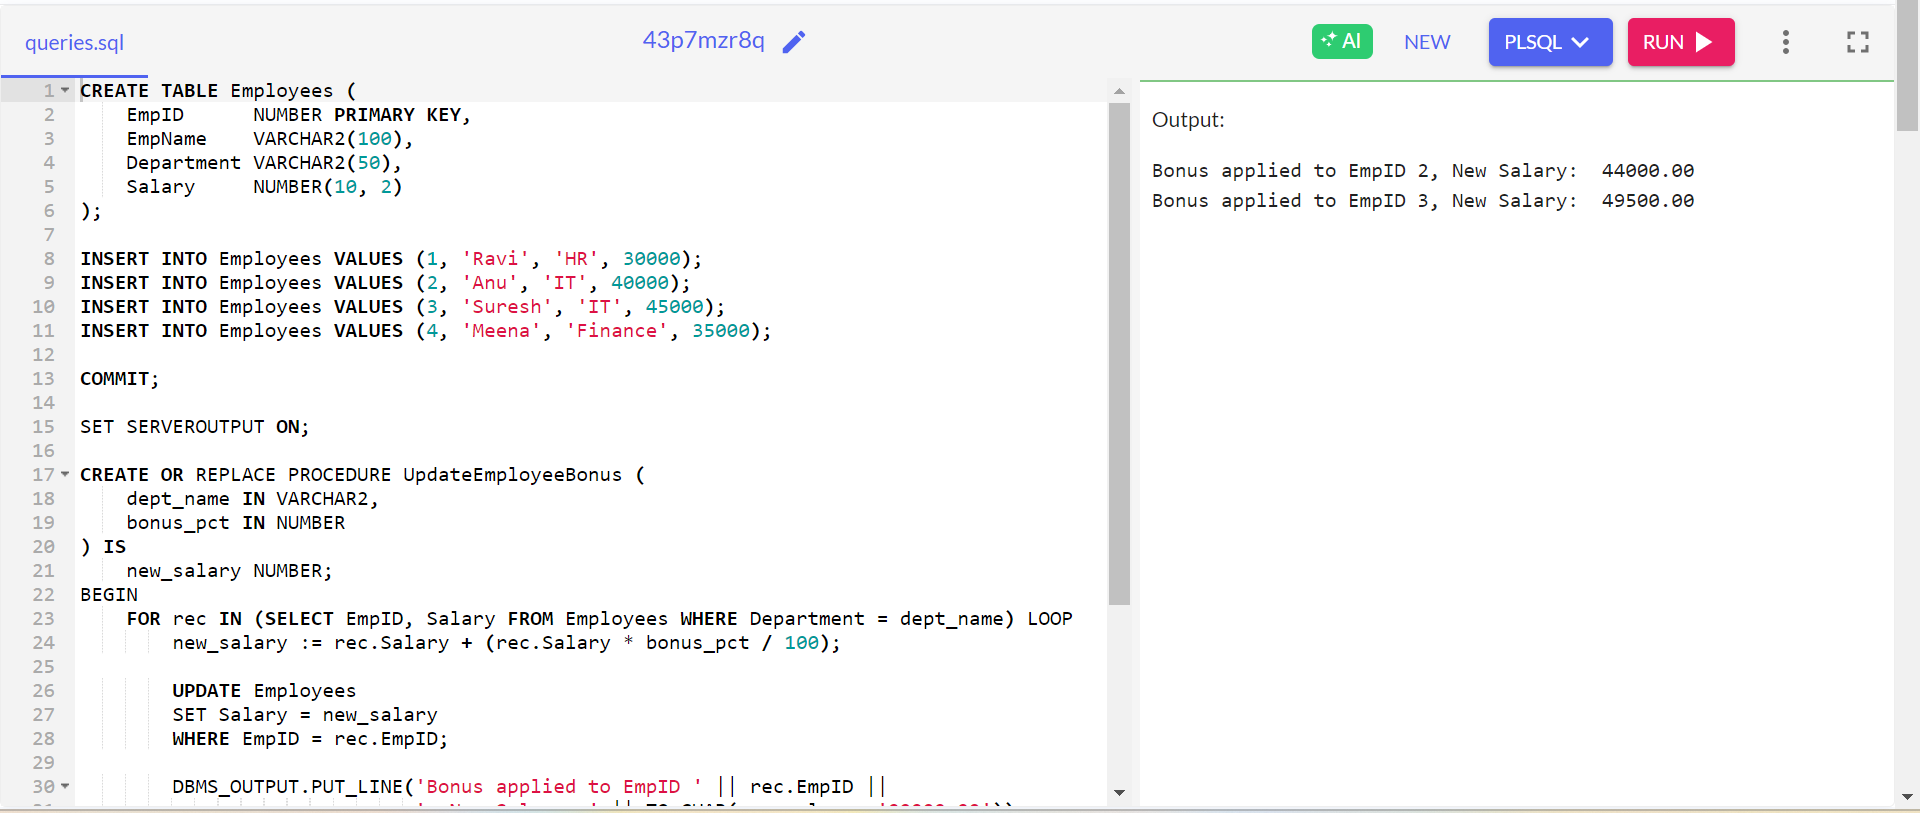 queries.sql
43p7mzr8q
AI
NEW
PLSQL
RUN
1 CREATE TABLE Employees (
2 EmpID NUMBER PRIMARY KEY,
3 EmpName VARCHAR2(100),
4 Department VARCHAR2(50),
5 Salary NUMBER(10, 2)
6 );
7
8 INSERT INTO Employees VALUES (1, 'Ravi', 'HR', 30000);
9 INSERT INTO Employees VALUES (2, 'Anu', 'IT', 40000);
10 INSERT INTO Employees VALUES (3, 'Suresh', 'IT', 45000);
11 INSERT INTO Employees VALUES (4, 'Meena', 'Finance', 35000);
12
13 COMMIT;
14
15 SET SERVEROUTPUT ON;
16
17 CREATE OR REPLACE PROCEDURE UpdateEmployeeBonus (
18 dept_name IN VARCHAR2,
19 bonus_pct IN NUMBER
20 ) IS
21 new_salary NUMBER;
22 BEGIN
23 FOR rec IN (SELECT EmpID, Salary FROM Employees WHERE Department = dept_name) LOOP
24 new_salary := rec.Salary + (rec.Salary * bonus_pct / 100);
25
26 UPDATE Employees
27 SET Salary = new_salary
28 WHERE EmpID = rec.EmpID;
29
30 DBMS_OUTPUT.PUT_LINE('Bonus applied to EmpID ' || rec.EmpID ||
Output:
Bonus applied to EmpID 2, New Salary:  44000.00
Bonus applied to EmpID 3, New Salary:  49500.00